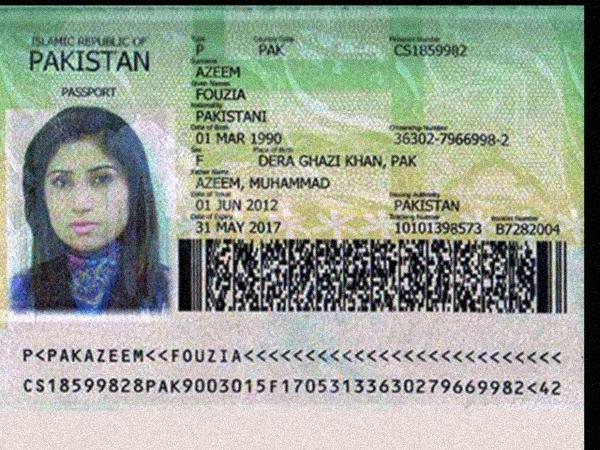 ISLAMIC REPUBLIC OF
PAKISTAN
PASSPORT
Type Country Code Passport Number
P PAK CS1859982
Surname
AZEEM
Given Names
FOUZIA
Nationality
PAKISTANI
Date of Birth Citizenship Number
01 MAR 1990 36302-7966998-2
Sex Place of Birth
F DERA GHAZI KHAN, PAK
Father Name
AZEEM, MUHAMMAD
Date of Issue Issuing Authority
01 JUN 2012 PAKISTAN
Date of Expiry Tracking Number Booklet Number
31 MAY 2017 10101398573 B7282004
P<PAKAZEEM<<FOUZIA<<<<<<<<<<<<<<<<<<<<<<<<<<
CS18599828PAK9003015F17053133630279669982<42